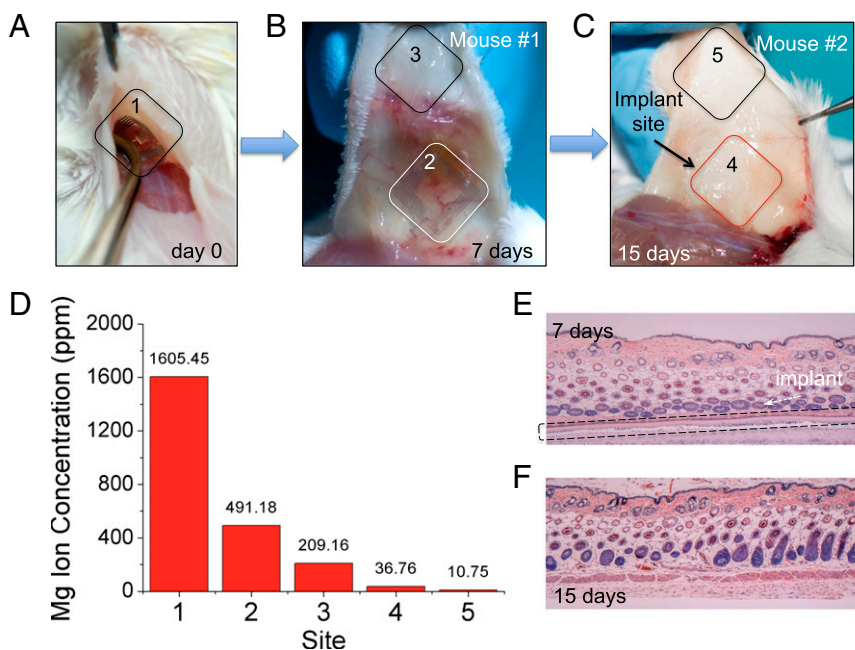 A
1
day 0
B
Mouse #1
3
2
7 days
C
Mouse #2
5
Implant
site
4
15 days
D
Mg Ion Concentration (ppm)
2000
1600
1200
800
400
0
1605.45
491.18
209.16
36.76
10.75
1 2 3 4 5
Site
E
7 days
implant
F
15 days